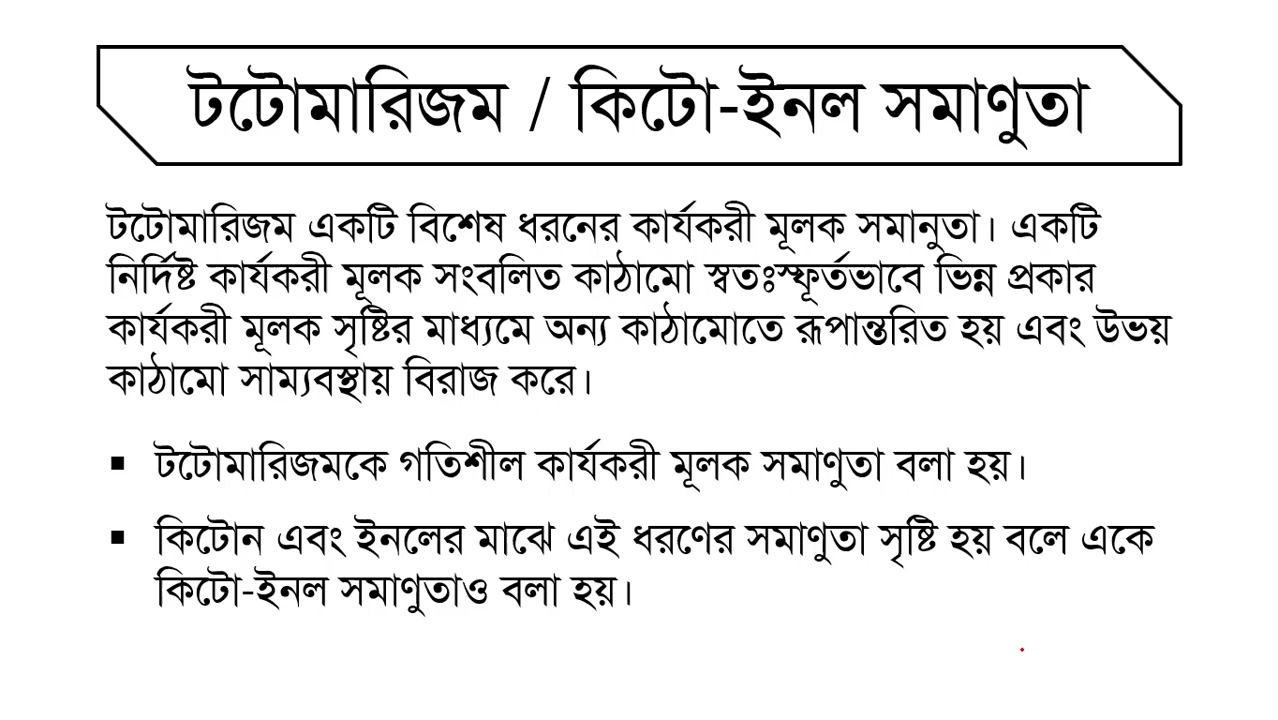 টটোমারিজম / কিটো-ইনল সমাণুতা
টটোমারিজম একটি বিশেষ ধরনের কার্যকরী মূলক সমানুতা। একটি
নির্দিষ্ট কার্যকরী মূলক সংবলিত কাঠামো স্বতঃস্ফূর্তভাবে ভিন্ন প্রকার
কার্যকরী মূলক সৃষ্টির মাধ্যমে অন্য কাঠামোতে রূপান্তরিত হয় এবং উভয়
কাঠামো সাম্যবস্থায় বিরাজ করে।
▪ টটোমারিজমকে গতিশীল কার্যকরী মূলক সমাণুতা বলা হয়।
▪ কিটোন এবং ইনলের মাঝে এই ধরণের সমাণুতা সৃষ্টি হয় বলে একে
কিটো-ইনল সমাণুতাও বলা হয়।